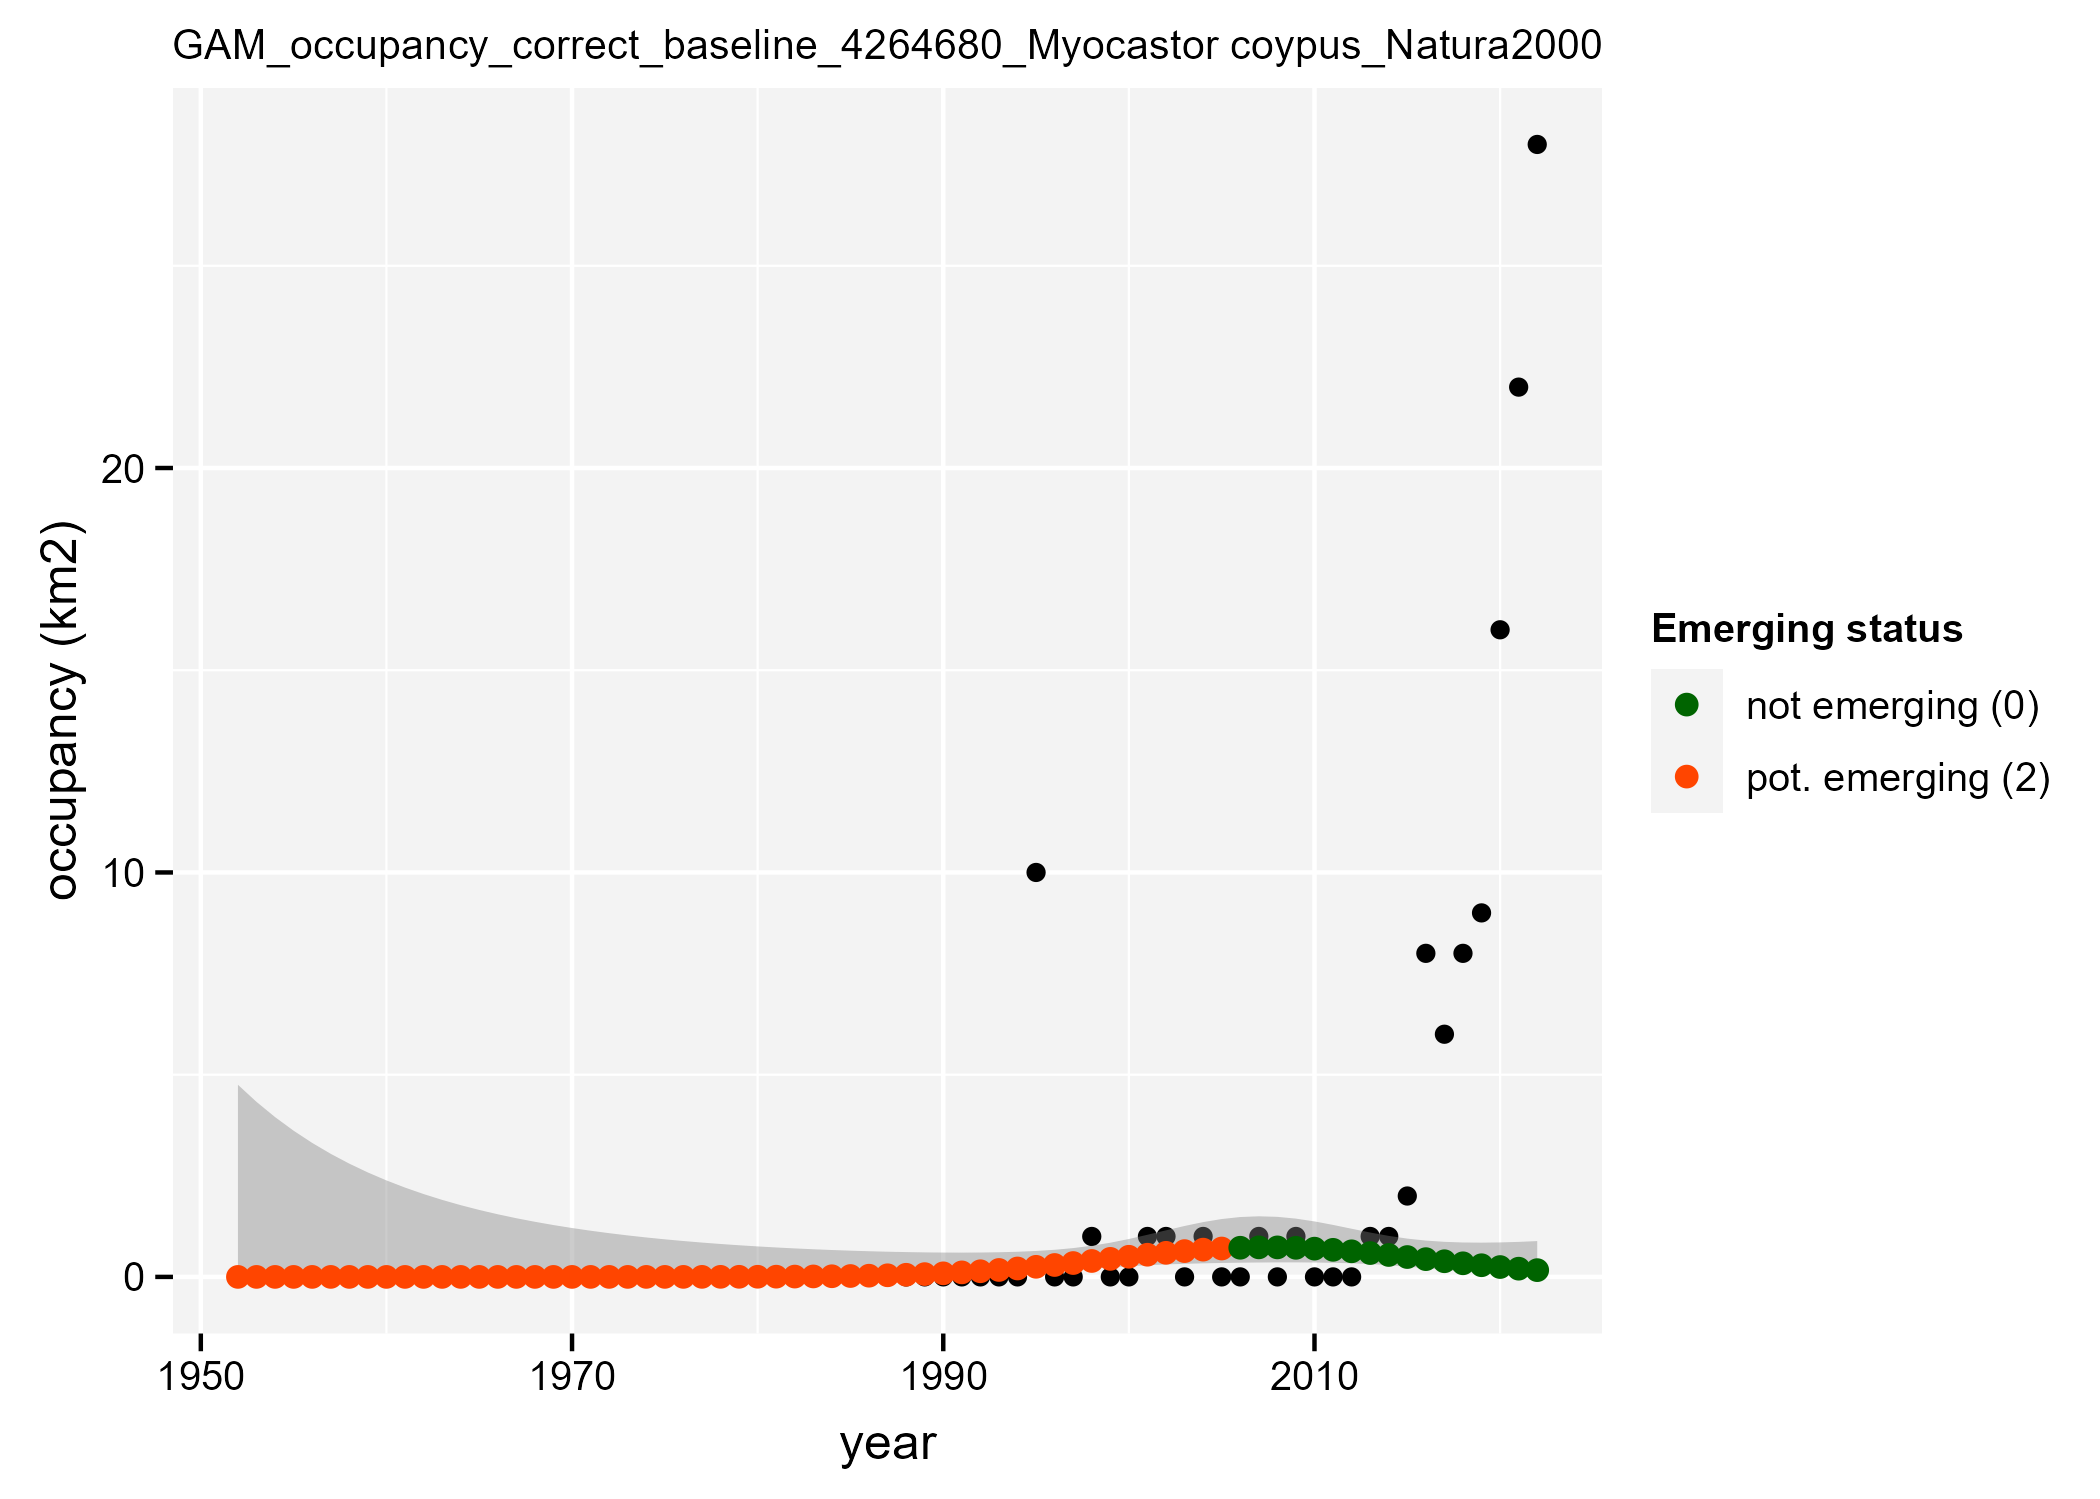 GAM_occupancy_correct_baseline_4264680_Myocastor coypus_Natura2000
occupancy (km2)
20
10
0
1950
1970
1990
2010
year
Emerging status
not emerging (0)
pot. emerging (2)